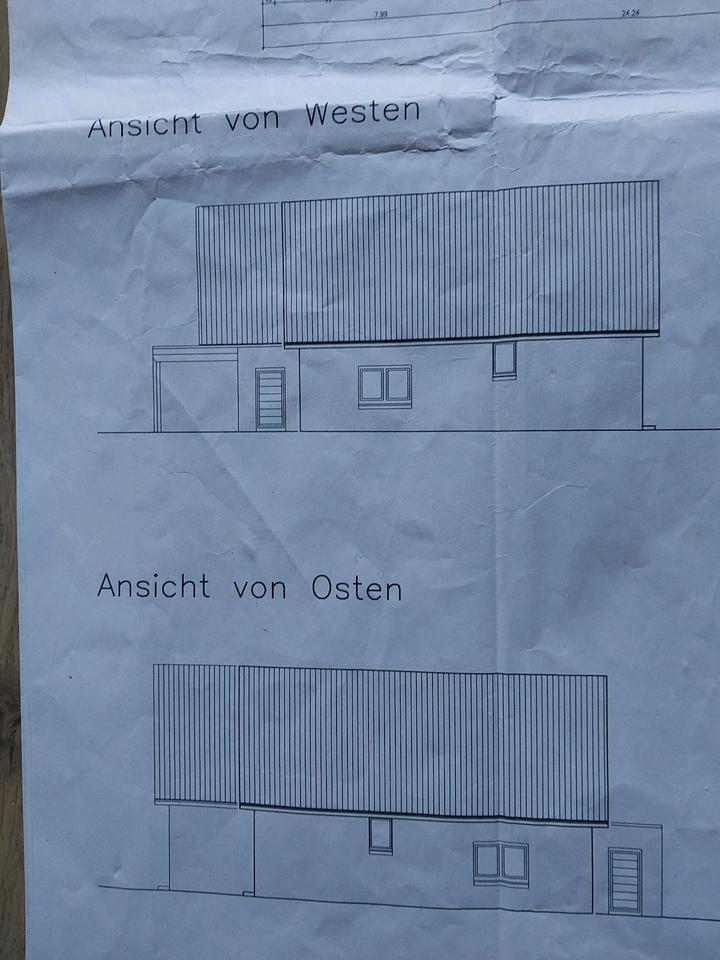 7.99
24.24
Ansicht von Westen
Ansicht von Osten